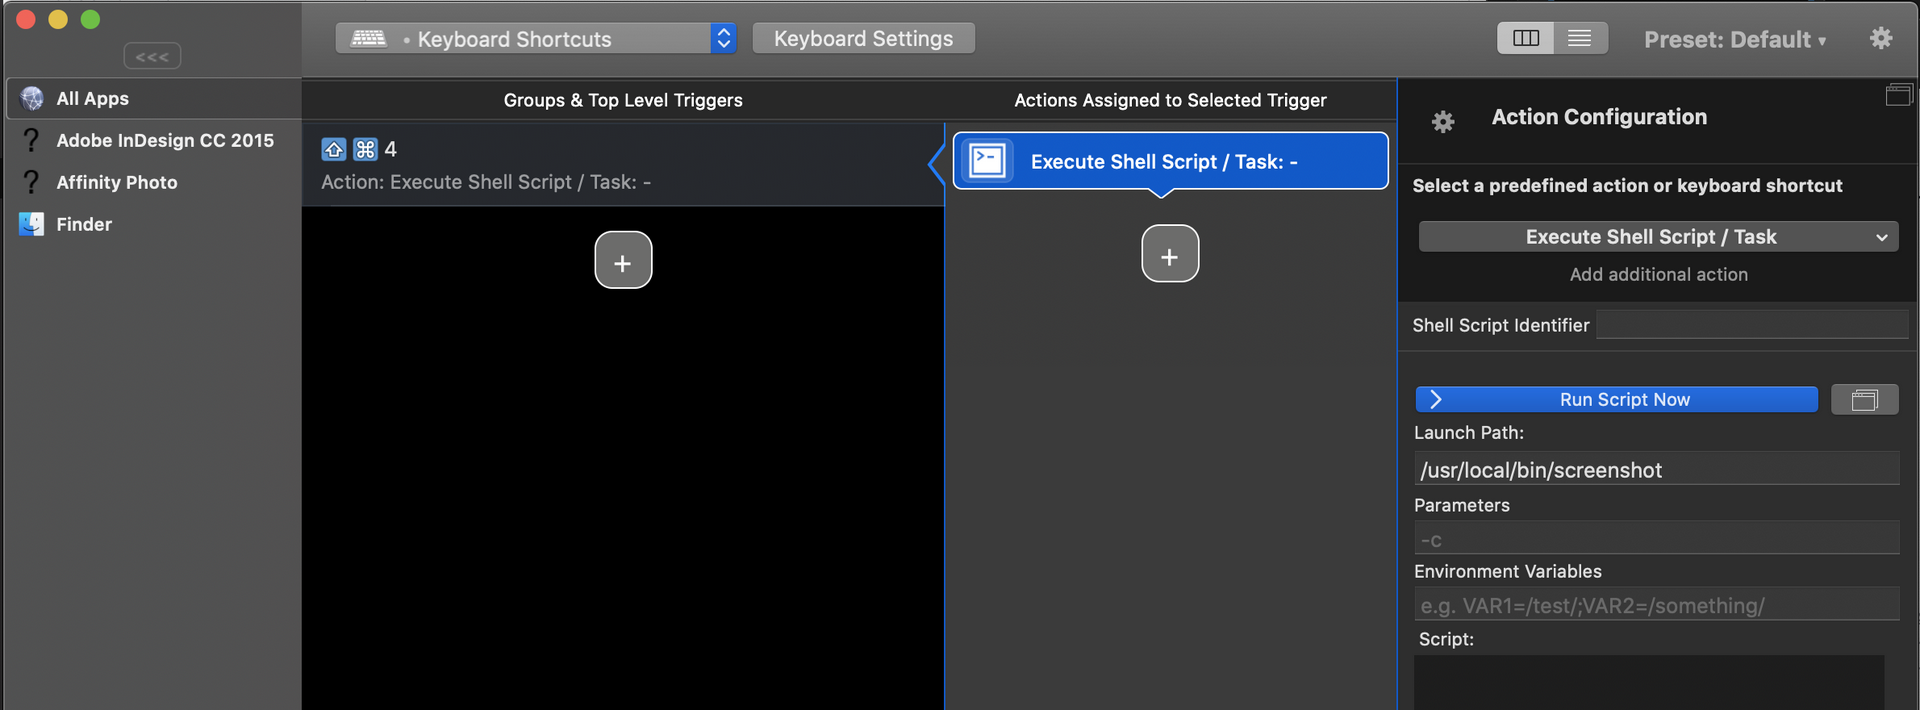 <<<
• Keyboard Shortcuts
Keyboard Settings
Preset: Default ▾
All Apps
Adobe InDesign CC 2015
Affinity Photo
Finder
Groups & Top Level Triggers
⇧ ⌘ 4
Action: Execute Shell Script / Task: -
+
Actions Assigned to Selected Trigger
Execute Shell Script / Task: -
+
Action Configuration
Select a predefined action or keyboard shortcut
Execute Shell Script / Task
Add additional action
Shell Script Identifier
Run Script Now
Launch Path:
/usr/local/bin/screenshot
Parameters
-c
Environment Variables
e.g. VAR1=/test/;VAR2=/something/
Script: